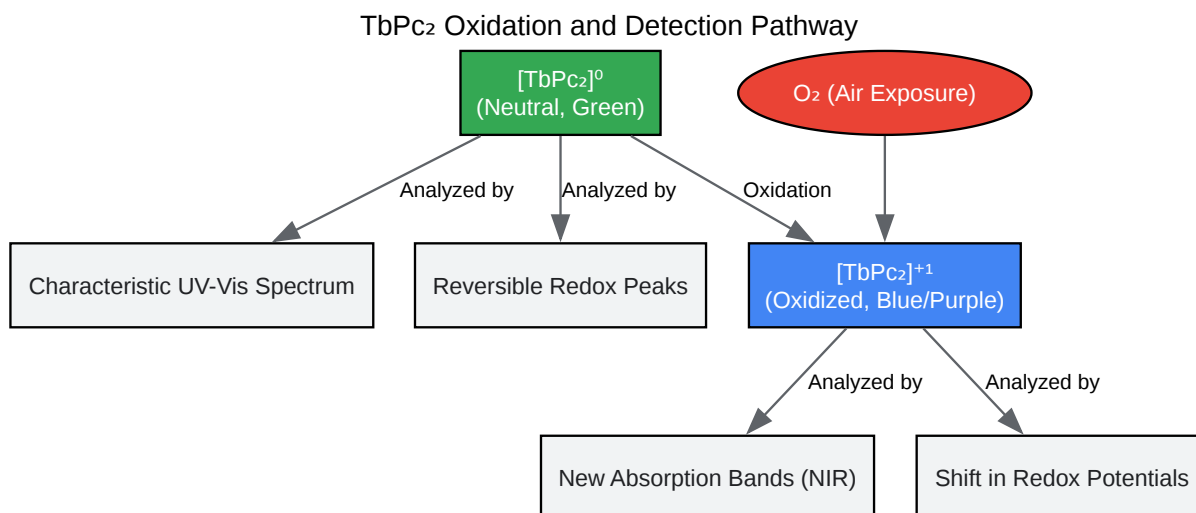 TbPc₂ Oxidation and Detection Pathway
[TbPc₂]⁰
(Neutral, Green)
O₂ (Air Exposure)
Analyzed by
Analyzed by
Oxidation
Characteristic UV-Vis Spectrum
Reversible Redox Peaks
[TbPc₂]⁺¹
(Oxidized, Blue/Purple)
Analyzed by
Analyzed by
New Absorption Bands (NIR)
Shift in Redox Potentials